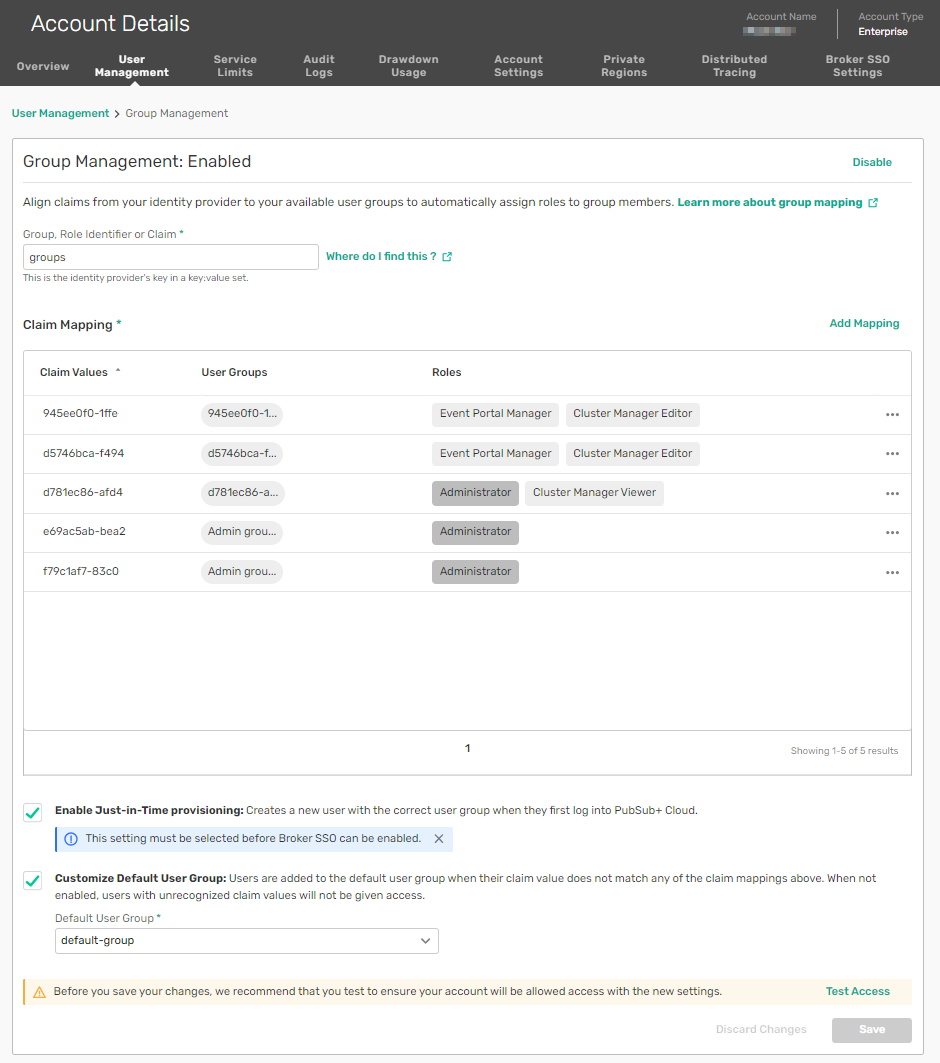 Account Details
Account Name
Account Type
Enterprise
Overview
User Management
Service Limits
Audit Logs
Drawdown Usage
Account Settings
Private Regions
Distributed Tracing
Broker SSO Settings
User Management > Group Management
Group Management: Enabled
Disable
Align claims from your identity provider to your available user groups to automatically assign roles to group members. Learn more about group mapping
Group, Role Identifier or Claim *
groups
Where do I find this ?
This is the identity provider's key in a key:value set.
Claim Mapping *
Add Mapping
Claim Values User Groups Roles
945ee0f0-1ffe 945ee0f0-1... Event Portal Manager Cluster Manager Editor
d5746bca-f494 d5746bca-f... Event Portal Manager Cluster Manager Editor
d781ec86-afd4 d781ec86-a... Administrator Cluster Manager Viewer
e69ac5ab-bea2 Admin grou... Administrator
f79c1af7-83c0 Admin grou... Administrator
1
Showing 1-5 of 5 results
Enable Just-in-Time provisioning: Creates a new user with the correct user group when they first log into PubSub+ Cloud.
This setting must be selected before Broker SSO can be enabled.
Customize Default User Group: Users are added to the default user group when their claim value does not match any of the claim mappings above. When not
enabled, users with unrecognized claim values will not be given access.
Default User Group *
default-group
Before you save your changes, we recommend that you test to ensure your account will be allowed access with the new settings.
Test Access
Discard Changes
Save